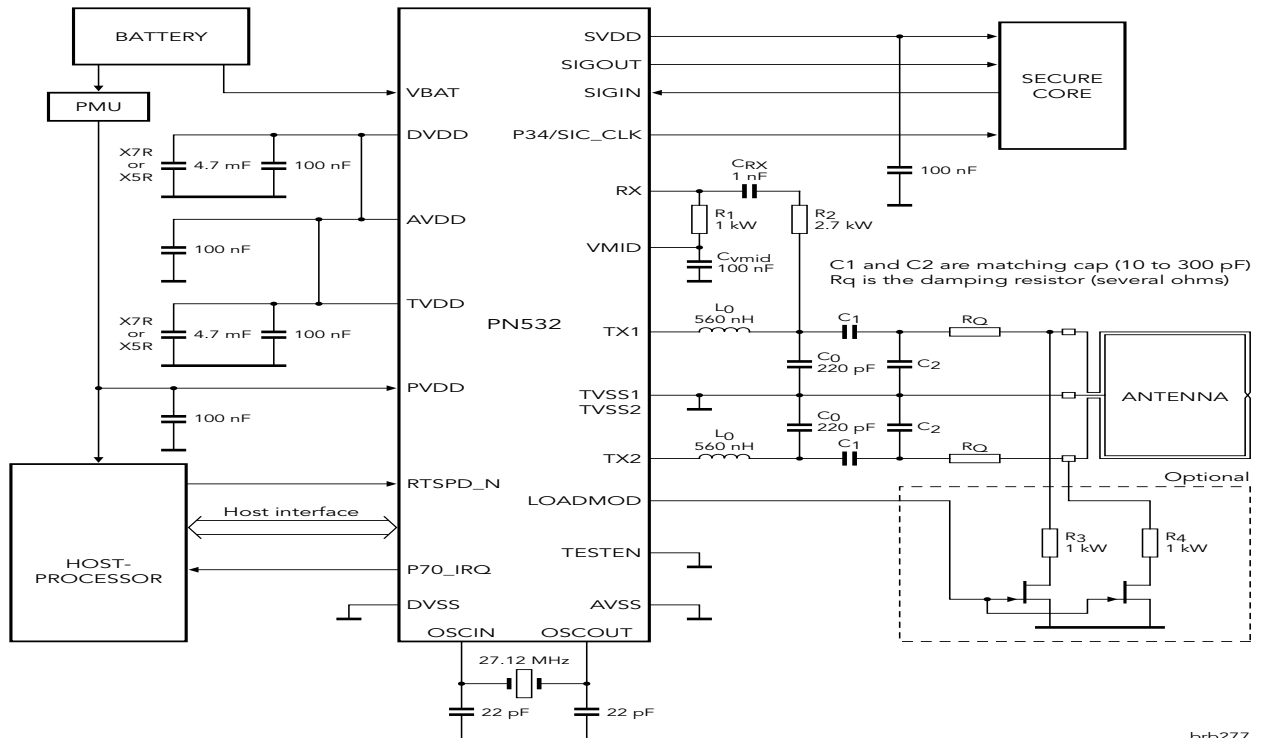 BATTERY
PMU
X7R
or
X5R
4.7 mF
100 nF
100 nF
X7R
or
X5R
4.7 mF
100 nF
100 nF
HOST-
PROCESSOR
Host interface
VBAT
DVDD
AVDD
TVDD
PVDD
RTSPD_N
P70_IRQ
DVSS
OSCIN
OSCOUT
PN532
SVDD
SIGOUT
SIGIN
P34/SIC_CLK
RX
VMID
TX1
TVSS1
TVSS2
TX2
LOADMOD
TESTEN
AVSS
27.12 MHz
22 pF
22 pF
SECURE
CORE
100 nF
CRX
1 nF
R1
1 kW
R2
2.7 kW
Cvmid
100 nF
C1 and C2 are matching cap (10 to 300 pF)
Rq is the damping resistor (several ohms)
L0
560 nH
C1
RQ
C0
220 pF
C2
C0
220 pF
C2
L0
560 nH
C1
RQ
ANTENNA
Optional
R3
1 kW
R4
1 kW
brb277